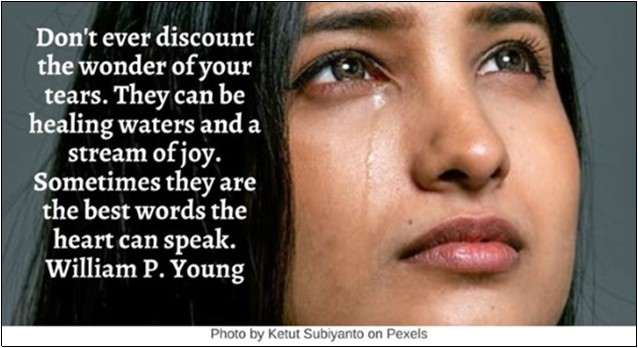 Don't ever discount
the wonder of your
tears. They can be
healing waters and a
stream of joy.
Sometimes they are
the best words the
heart can speak.
William P. Young
Photo by Ketut Subiyanto on Pexels